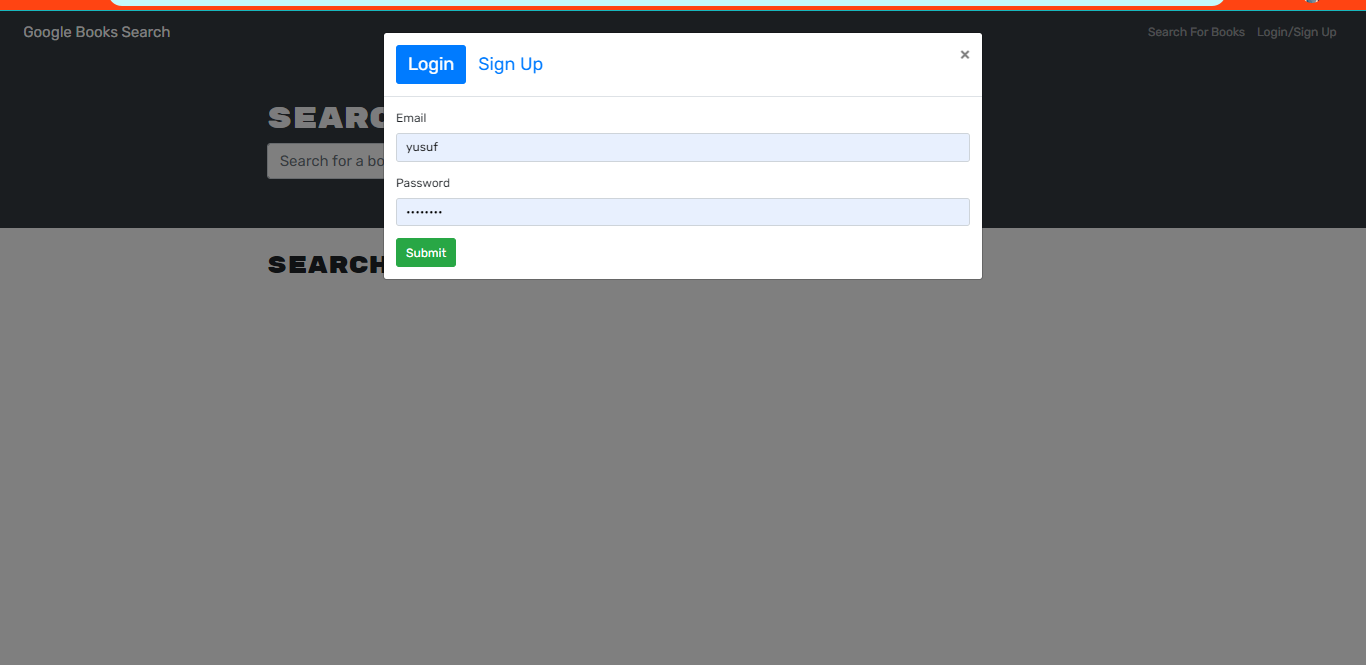 Google Books Search
Search For Books Login/Sign Up
Login Sign Up ×
SEARC
Search for a bo
Email
yusuf
Password
••••••••
Submit
SEARCH